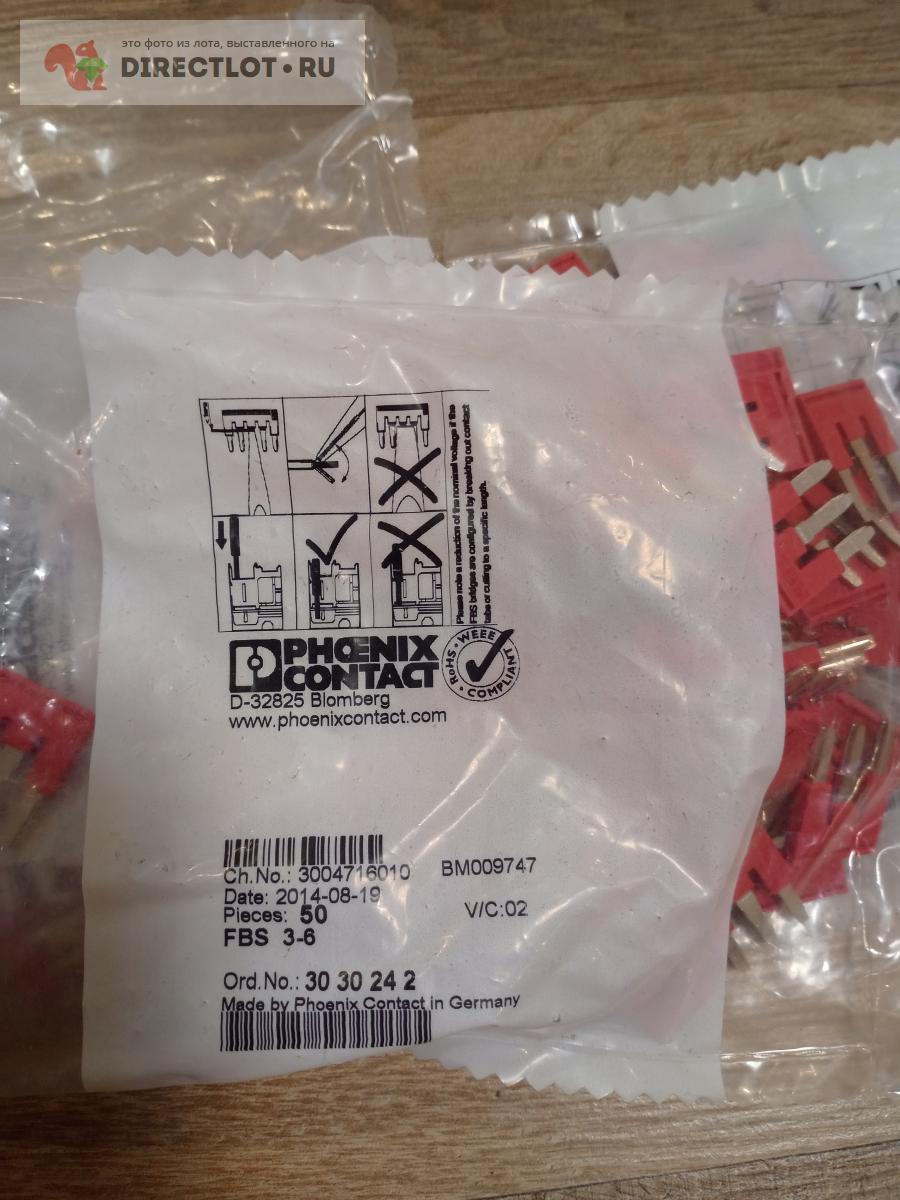 это фото из лота, выставленного на
DIRECTLOT•RU
Please note a reduction of the nominal voltage if the
FBS bridges are configured by breaking out contact
tabs or cutting to a specific length.
PHŒNIX
CONTACT
RoHS • WEEE
• COMPLIANT
D-32825 Blomberg
www.phoenixcontact.com
Ch.No.: 3004716010 BM009747
Date: 2014-08-19
Pieces: 50 V/C:02
FBS 3-6
Ord.No.: 30 30 24 2
Made by Phoenix Contact in Germany